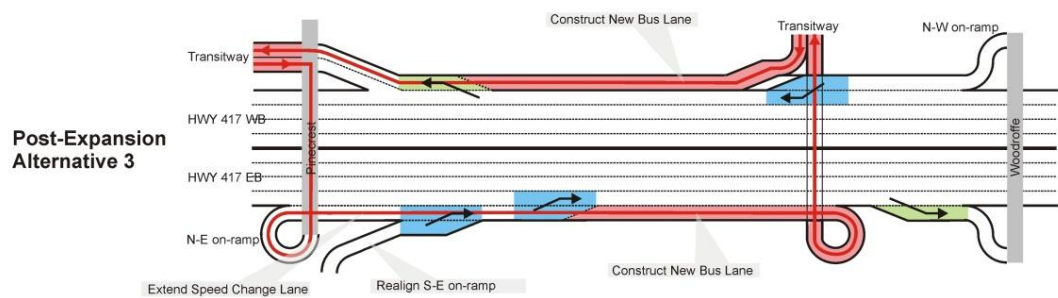 Construct New Bus Lane
Transitway
N-W on-ramp
Transitway
HWY 417 WB
Post-Expansion
Alternative 3
Pinecrest
Woodroffe
HWY 417 EB
N-E on-ramp
Construct New Bus Lane
Extend Speed Change Lane
Realign S-E on-ramp